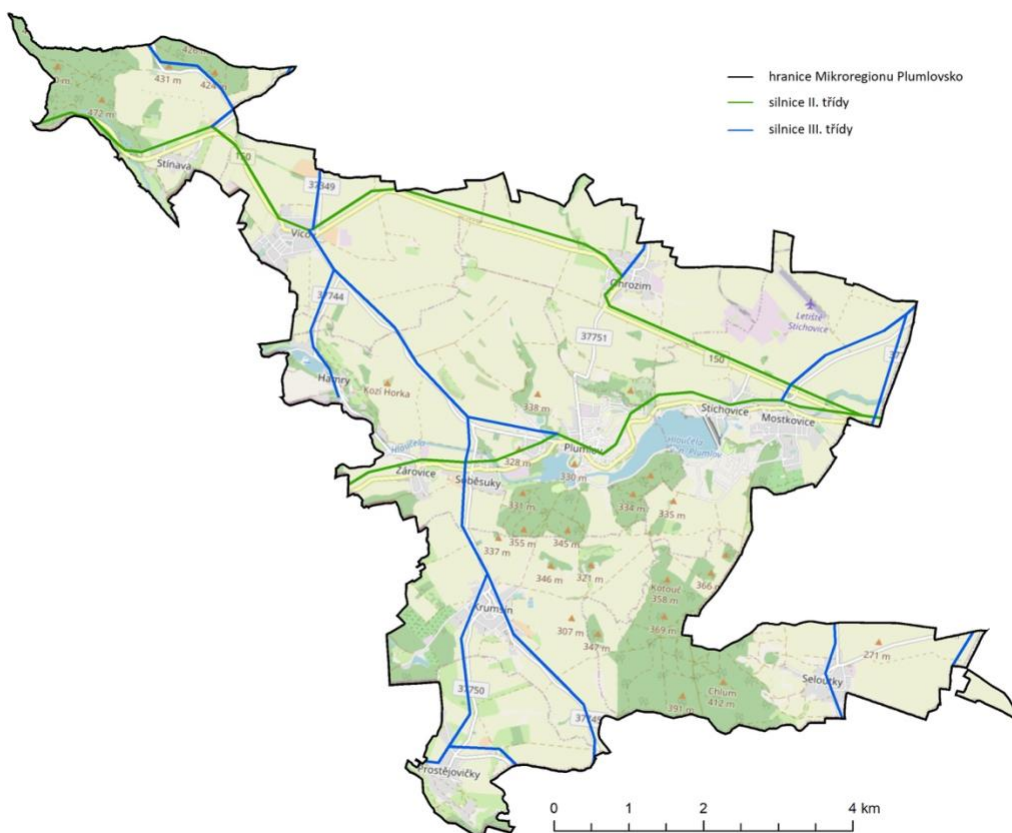 hranice Mikroregionu Plumlovsko
silnice II. třídy
silnice III. třídy
431 m
424 m
472 m
Stínava
150
37349
Vícov
Ohrozim
37744
Letiště
Stichovice
37751
150
Hamry
Kozí Horka
338 m
Stichovice
Mostkovice
Plumlov
Hloučela
328 m
330 m
Žárovice
Soběsuky
331 m
334 m
335 m
355 m
345 m
337 m
346 m
321 m
366 m
Kotouč
358 m
Krumsín
307 m
369 m
347 m
271 m
Seloutky
Chlum
412 m
391 m
37750
37749
Prostějovičky
0 1 2 4 km